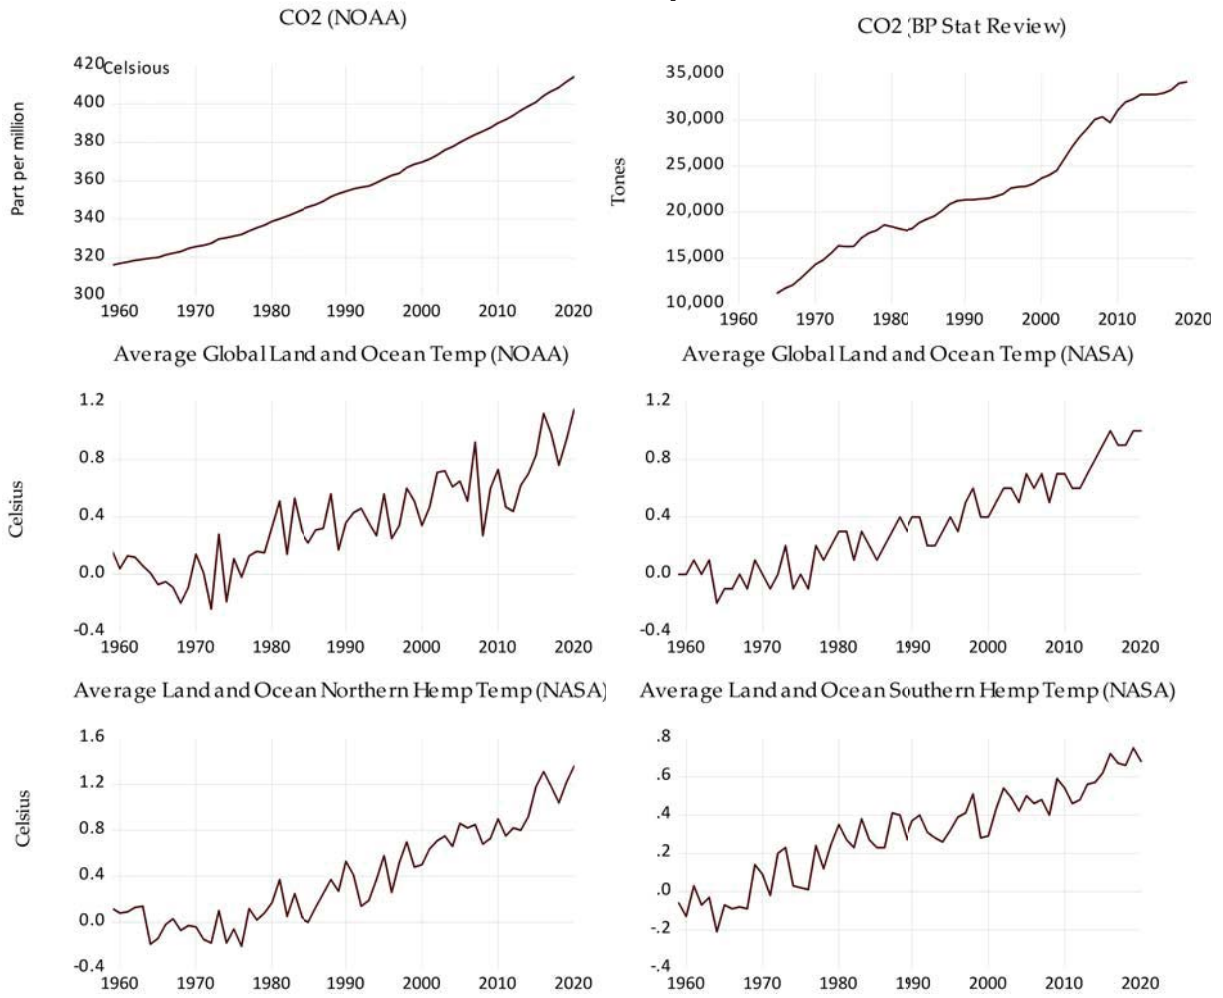 CO2 (NOAA)
420
Celsious
400
380
360
340
320
300
Part per million
1960 1970 1980 1990 2000 2010 2020
CO2 (BP Stat Review)
35,000
30,000
25,000
20,000
15,000
10,000
Tones
1960 1970 1980 1990 2000 2010 2020
Average Global Land and Ocean Temp (NOAA)
1.2
0.8
0.4
0.0
-0.4
Celsius
1960 1970 1980 1990 2000 2010 2020
Average Global Land and Ocean Temp (NASA)
1.2
0.8
0.4
0.0
-0.4
1960 1970 1980 1990 2000 2010 2020
Average Land and Ocean Northern Hemp Temp (NASA)
1.6
1.2
0.8
0.4
0.0
-0.4
Celsius
1960 1970 1980 1990 2000 2010 2020
Average Land and Ocean Southern Hemp Temp (NASA)
.8
.6
.4
.2
.0
-.2
-.4
1960 1970 1980 1990 2000 2010 2020